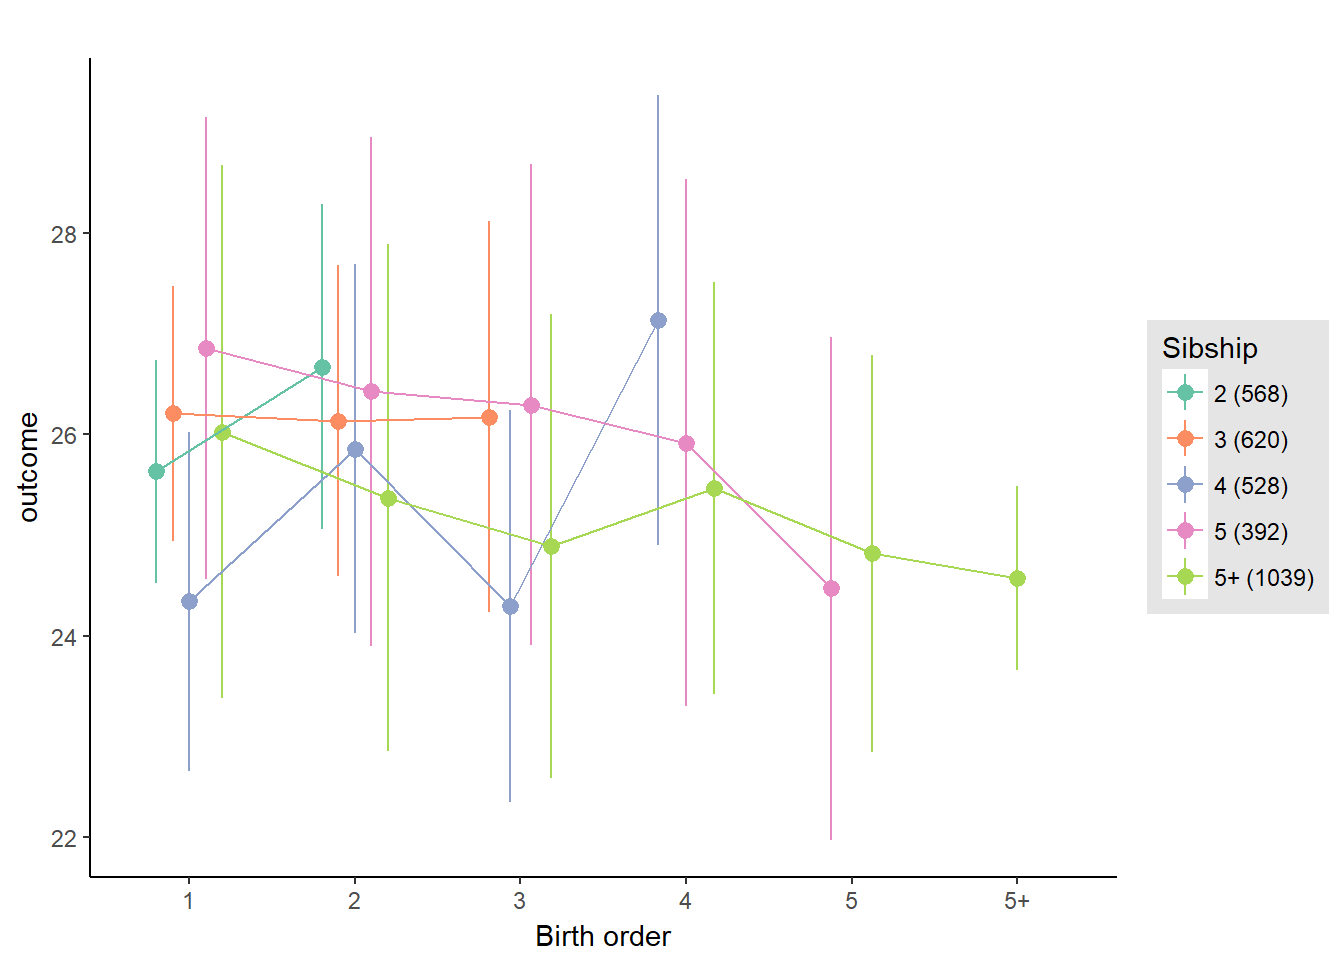 28
26
24
22
outcome
1 2 3 4 5 5+
Birth order
Sibship
2 (568)
3 (620)
4 (528)
5 (392)
5+ (1039)